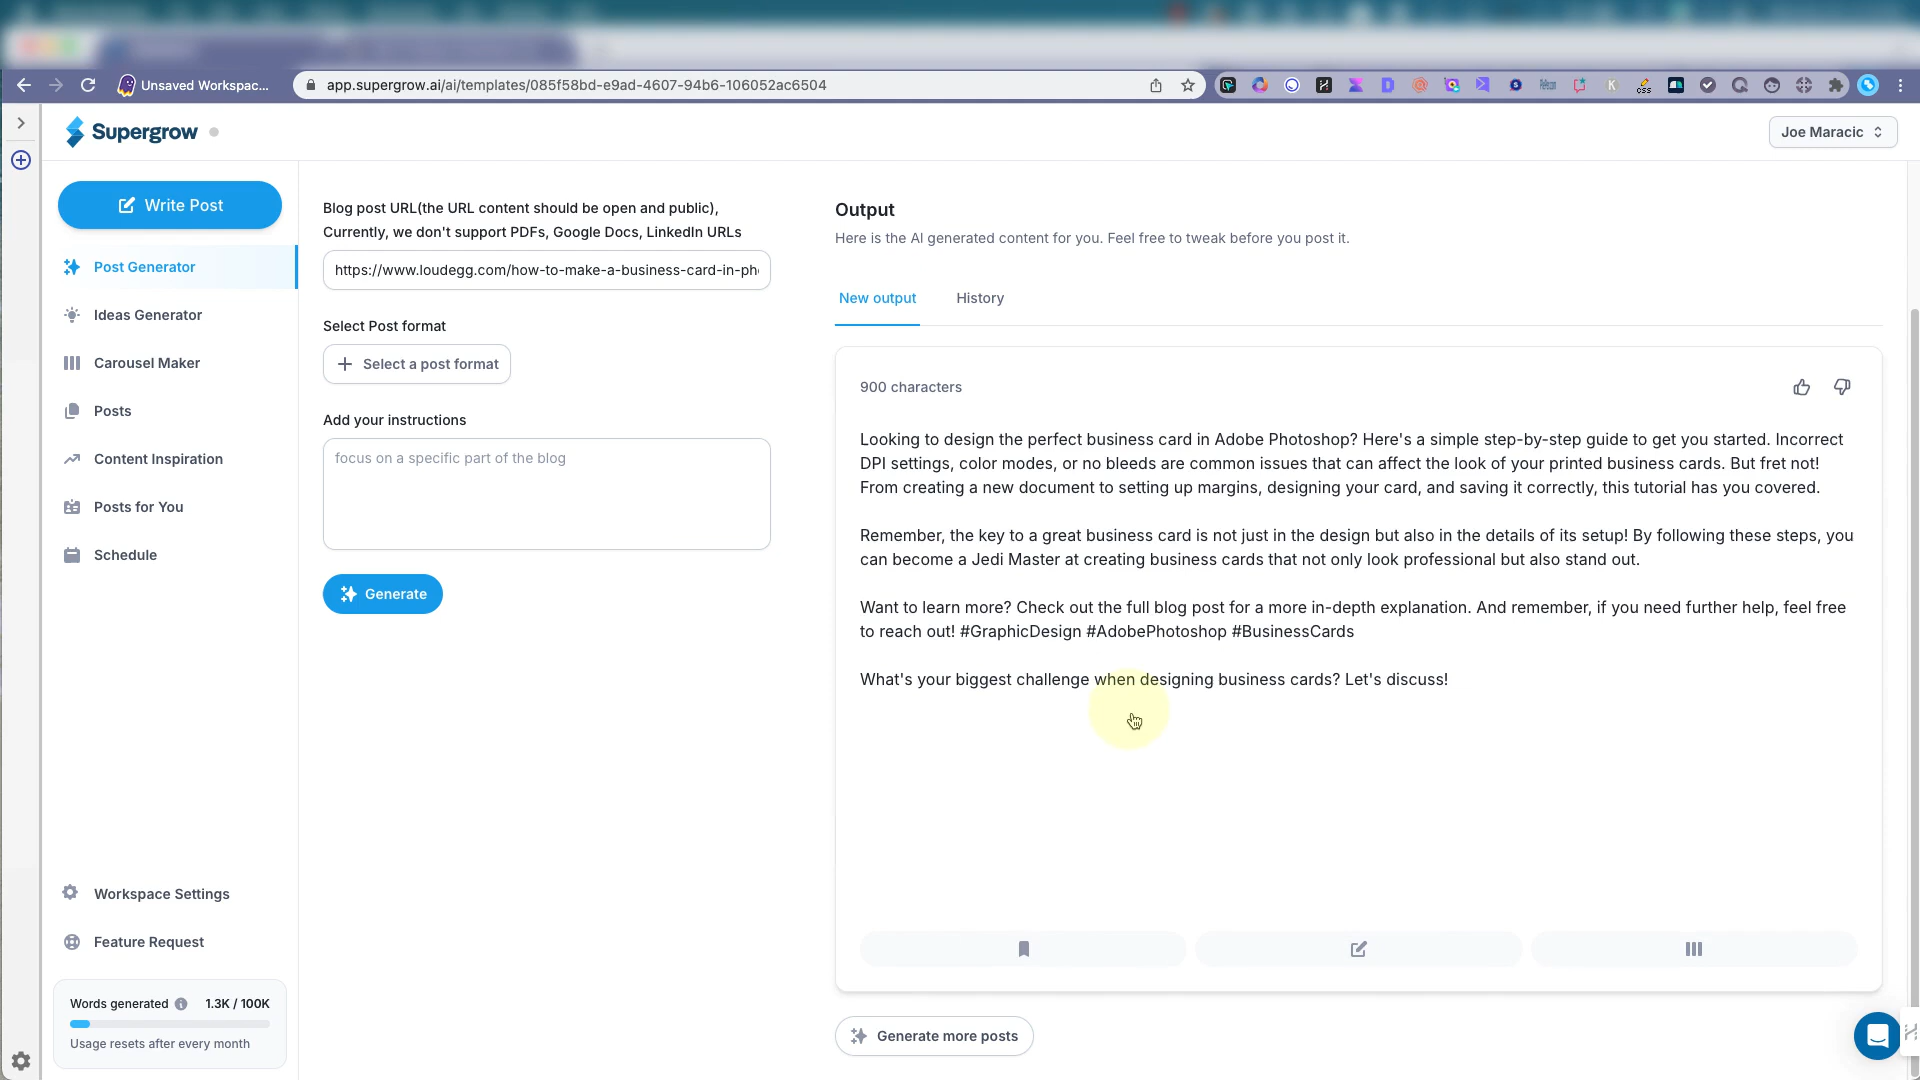 Unsaved Workspac...
app.supergrow.ai/ai/templates/085f58bd-e9ad-4607-94b6-106052ac6504
Supergrow
Joe Maracic
Write Post
Post Generator
Ideas Generator
Carousel Maker
Posts
Content Inspiration
Posts for You
Schedule
Workspace Settings
Feature Request
Words generated 1.3K / 100K
Usage resets after every month
Blog post URL(the URL content should be open and public),
Currently, we don't support PDFs, Google Docs, LinkedIn URLs
https://www.loudegg.com/how-to-make-a-business-card-in-ph
Select Post format
Select a post format
Add your instructions
focus on a specific part of the blog
Generate
Output
Here is the AI generated content for you. Feel free to tweak before you post it.
New output
History
900 characters
Looking to design the perfect business card in Adobe Photoshop? Here's a simple step-by-step guide to get you started. Incorrect
DPI settings, color modes, or no bleeds are common issues that can affect the look of your printed business cards. But fret not!
From creating a new document to setting up margins, designing your card, and saving it correctly, this tutorial has you covered.
Remember, the key to a great business card is not just in the design but also in the details of its setup! By following these steps, you
can become a Jedi Master at creating business cards that not only look professional but also stand out.
Want to learn more? Check out the full blog post for a more in-depth explanation. And remember, if you need further help, feel free
to reach out! #GraphicDesign #AdobePhotoshop #BusinessCards
What's your biggest challenge when designing business cards? Let's discuss!
Generate more posts